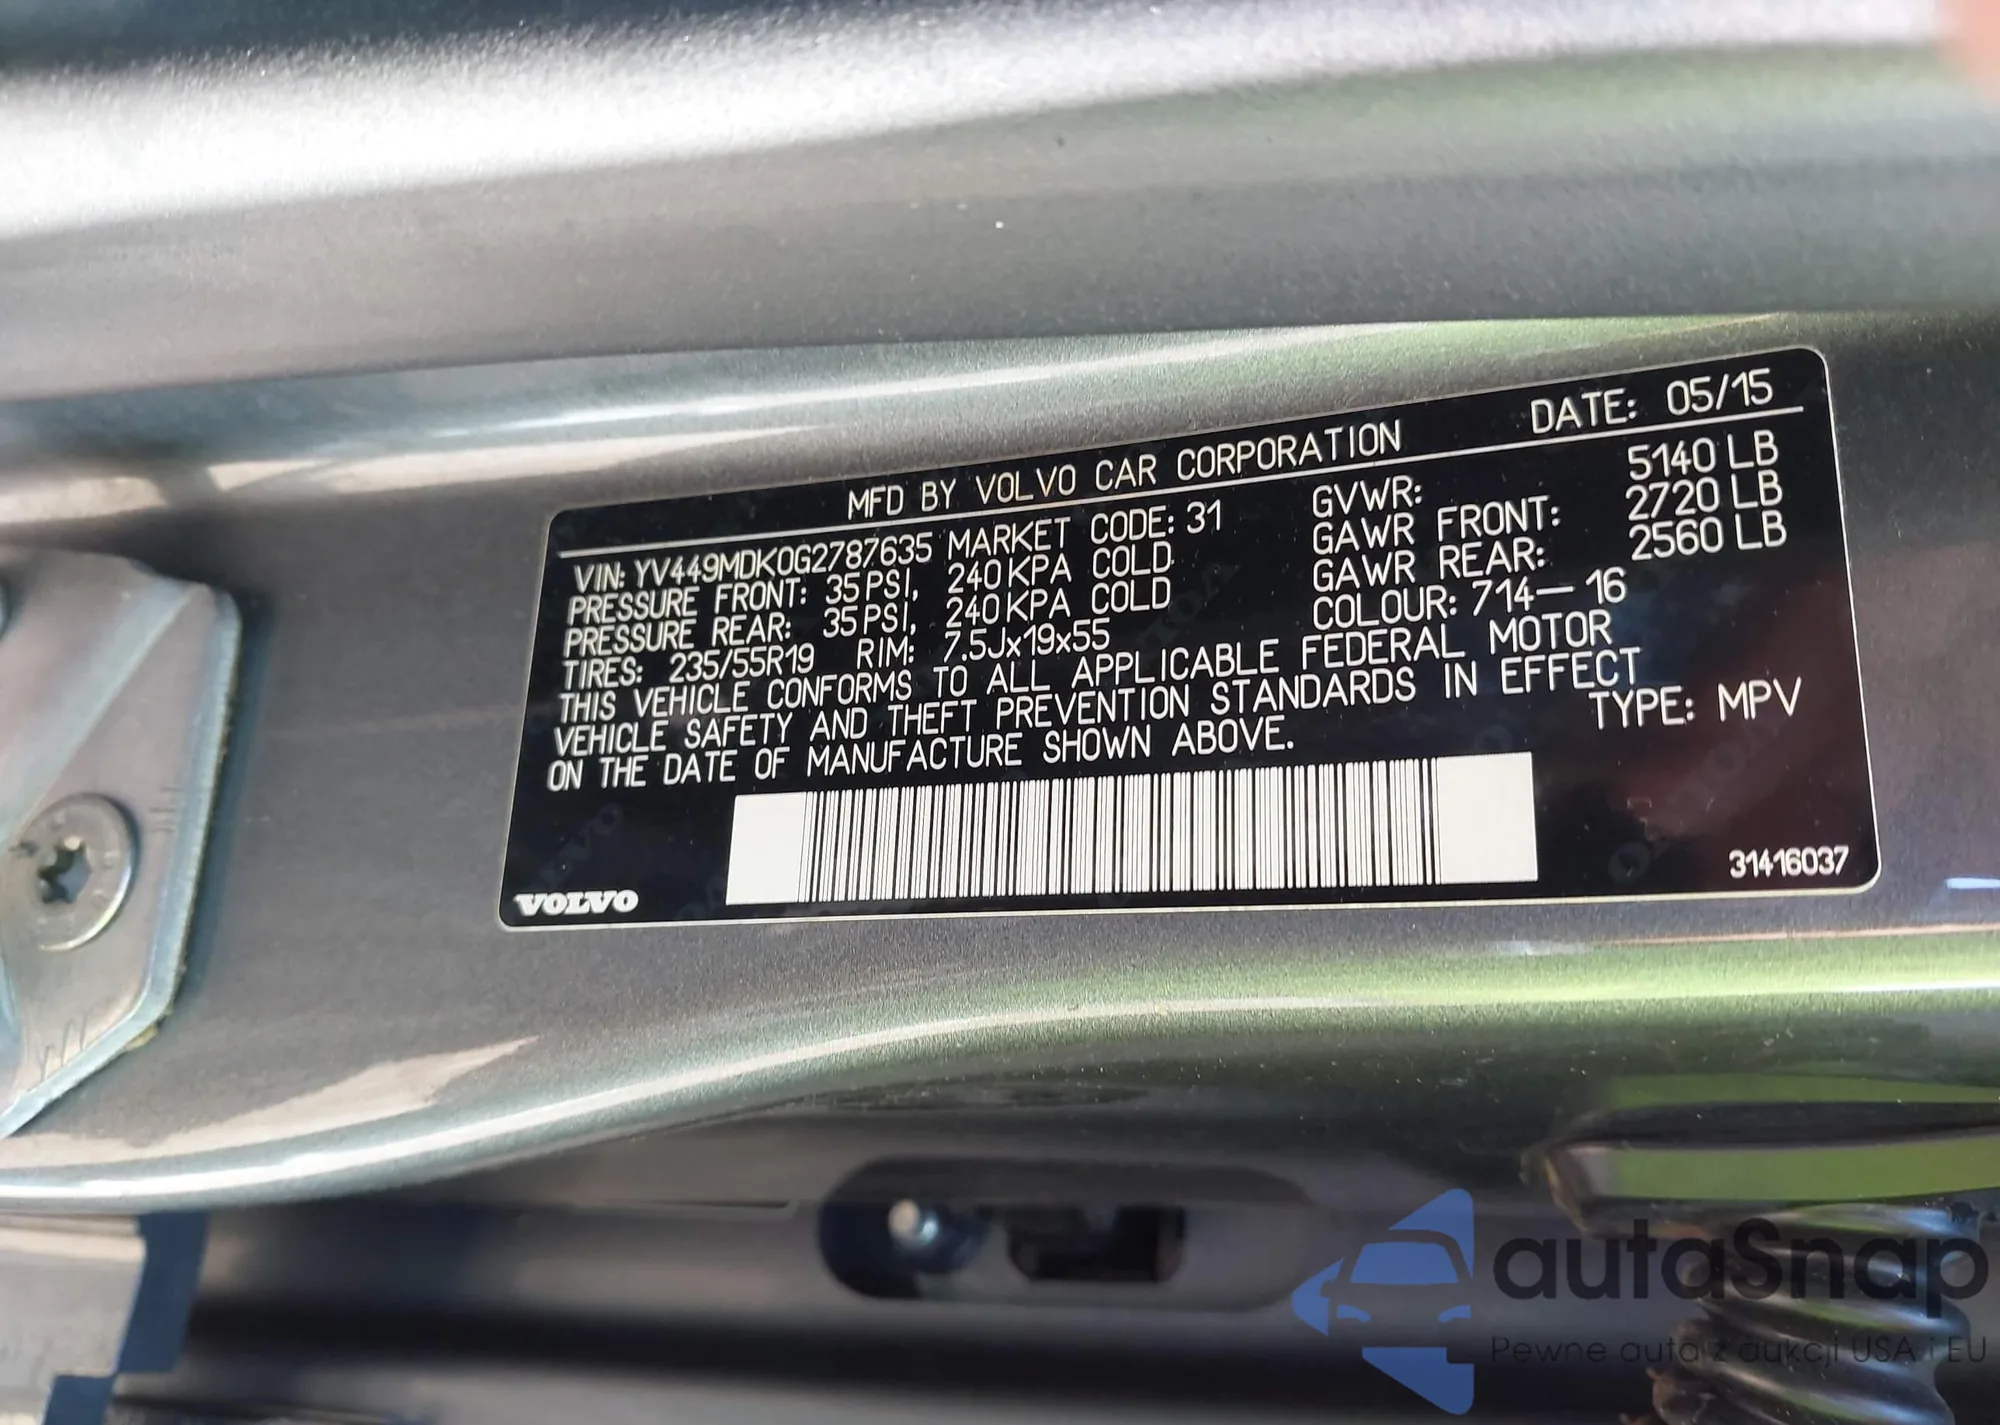 MFD BY VOLVO CAR CORPORATION DATE: 05/15
VIN: YV449MDK0G2787635 MARKET CODE: 31 GVWR: 5140 LB
PRESSURE FRONT: 35 PSI, 240 KPA COLD GAWR FRONT: 2720 LB
PRESSURE REAR: 35 PSI, 240 KPA COLD GAWR REAR: 2560 LB
TIRES: 235/55R19 RIM: 7.5Jx19x55 COLOUR: 714-16
THIS VEHICLE CONFORMS TO ALL APPLICABLE FEDERAL MOTOR
VEHICLE SAFETY AND THEFT PREVENTION STANDARDS IN EFFECT
ON THE DATE OF MANUFACTURE SHOWN ABOVE. TYPE: MPV
VOLVO 31416037
autaSnap
Pewne auta z aukcji USA i EU